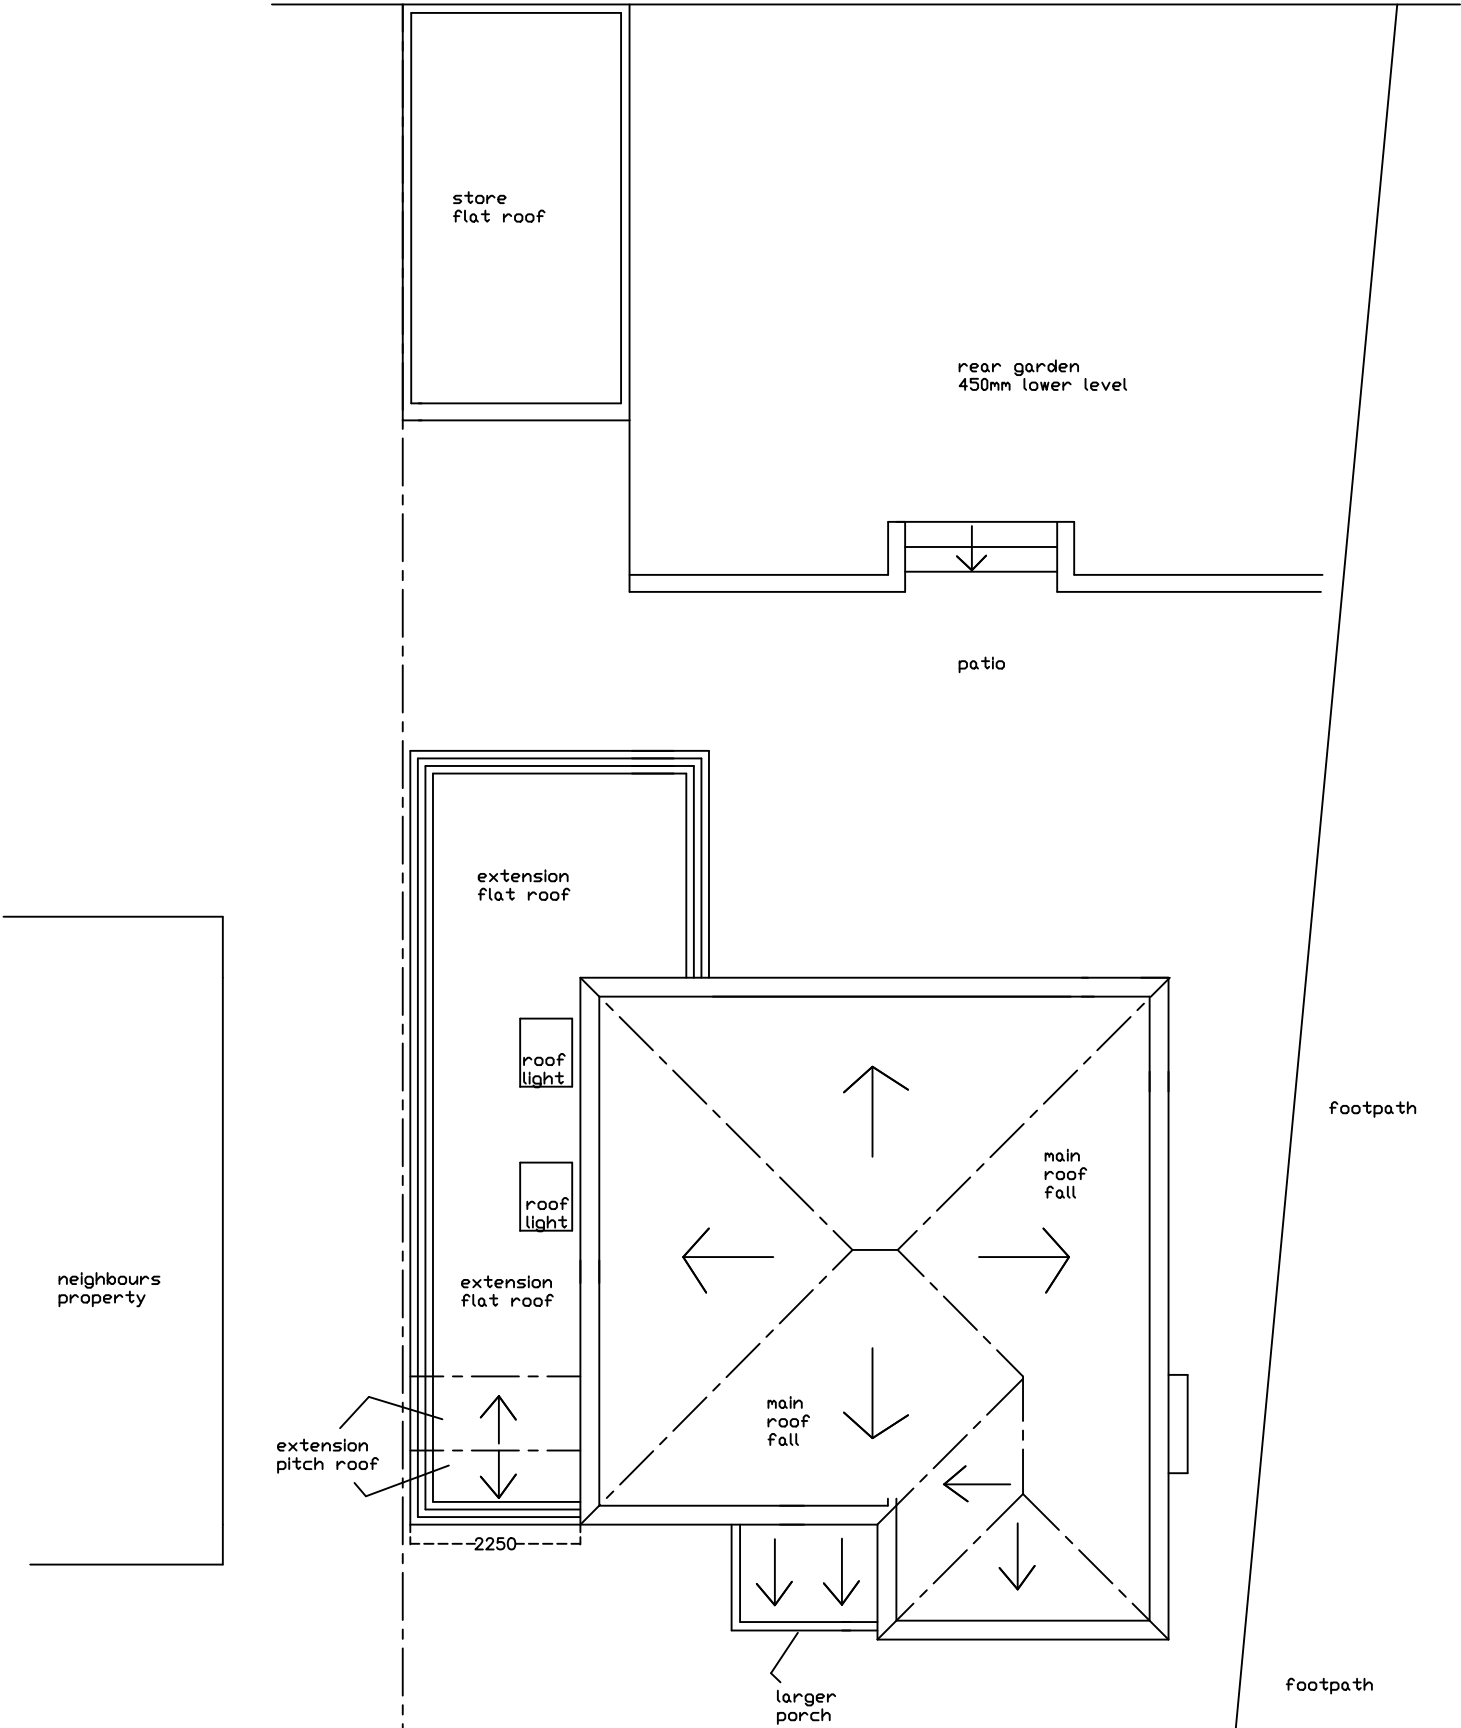 store
flat roof
rear garden
450mm lower level
patio
extension
flat roof
roof
light
footpath
main
roof
fall
roof
light
neighbours
property
extension
flat roof
main
roof
fall
extension
pitch roof
2250
larger
porch
footpath